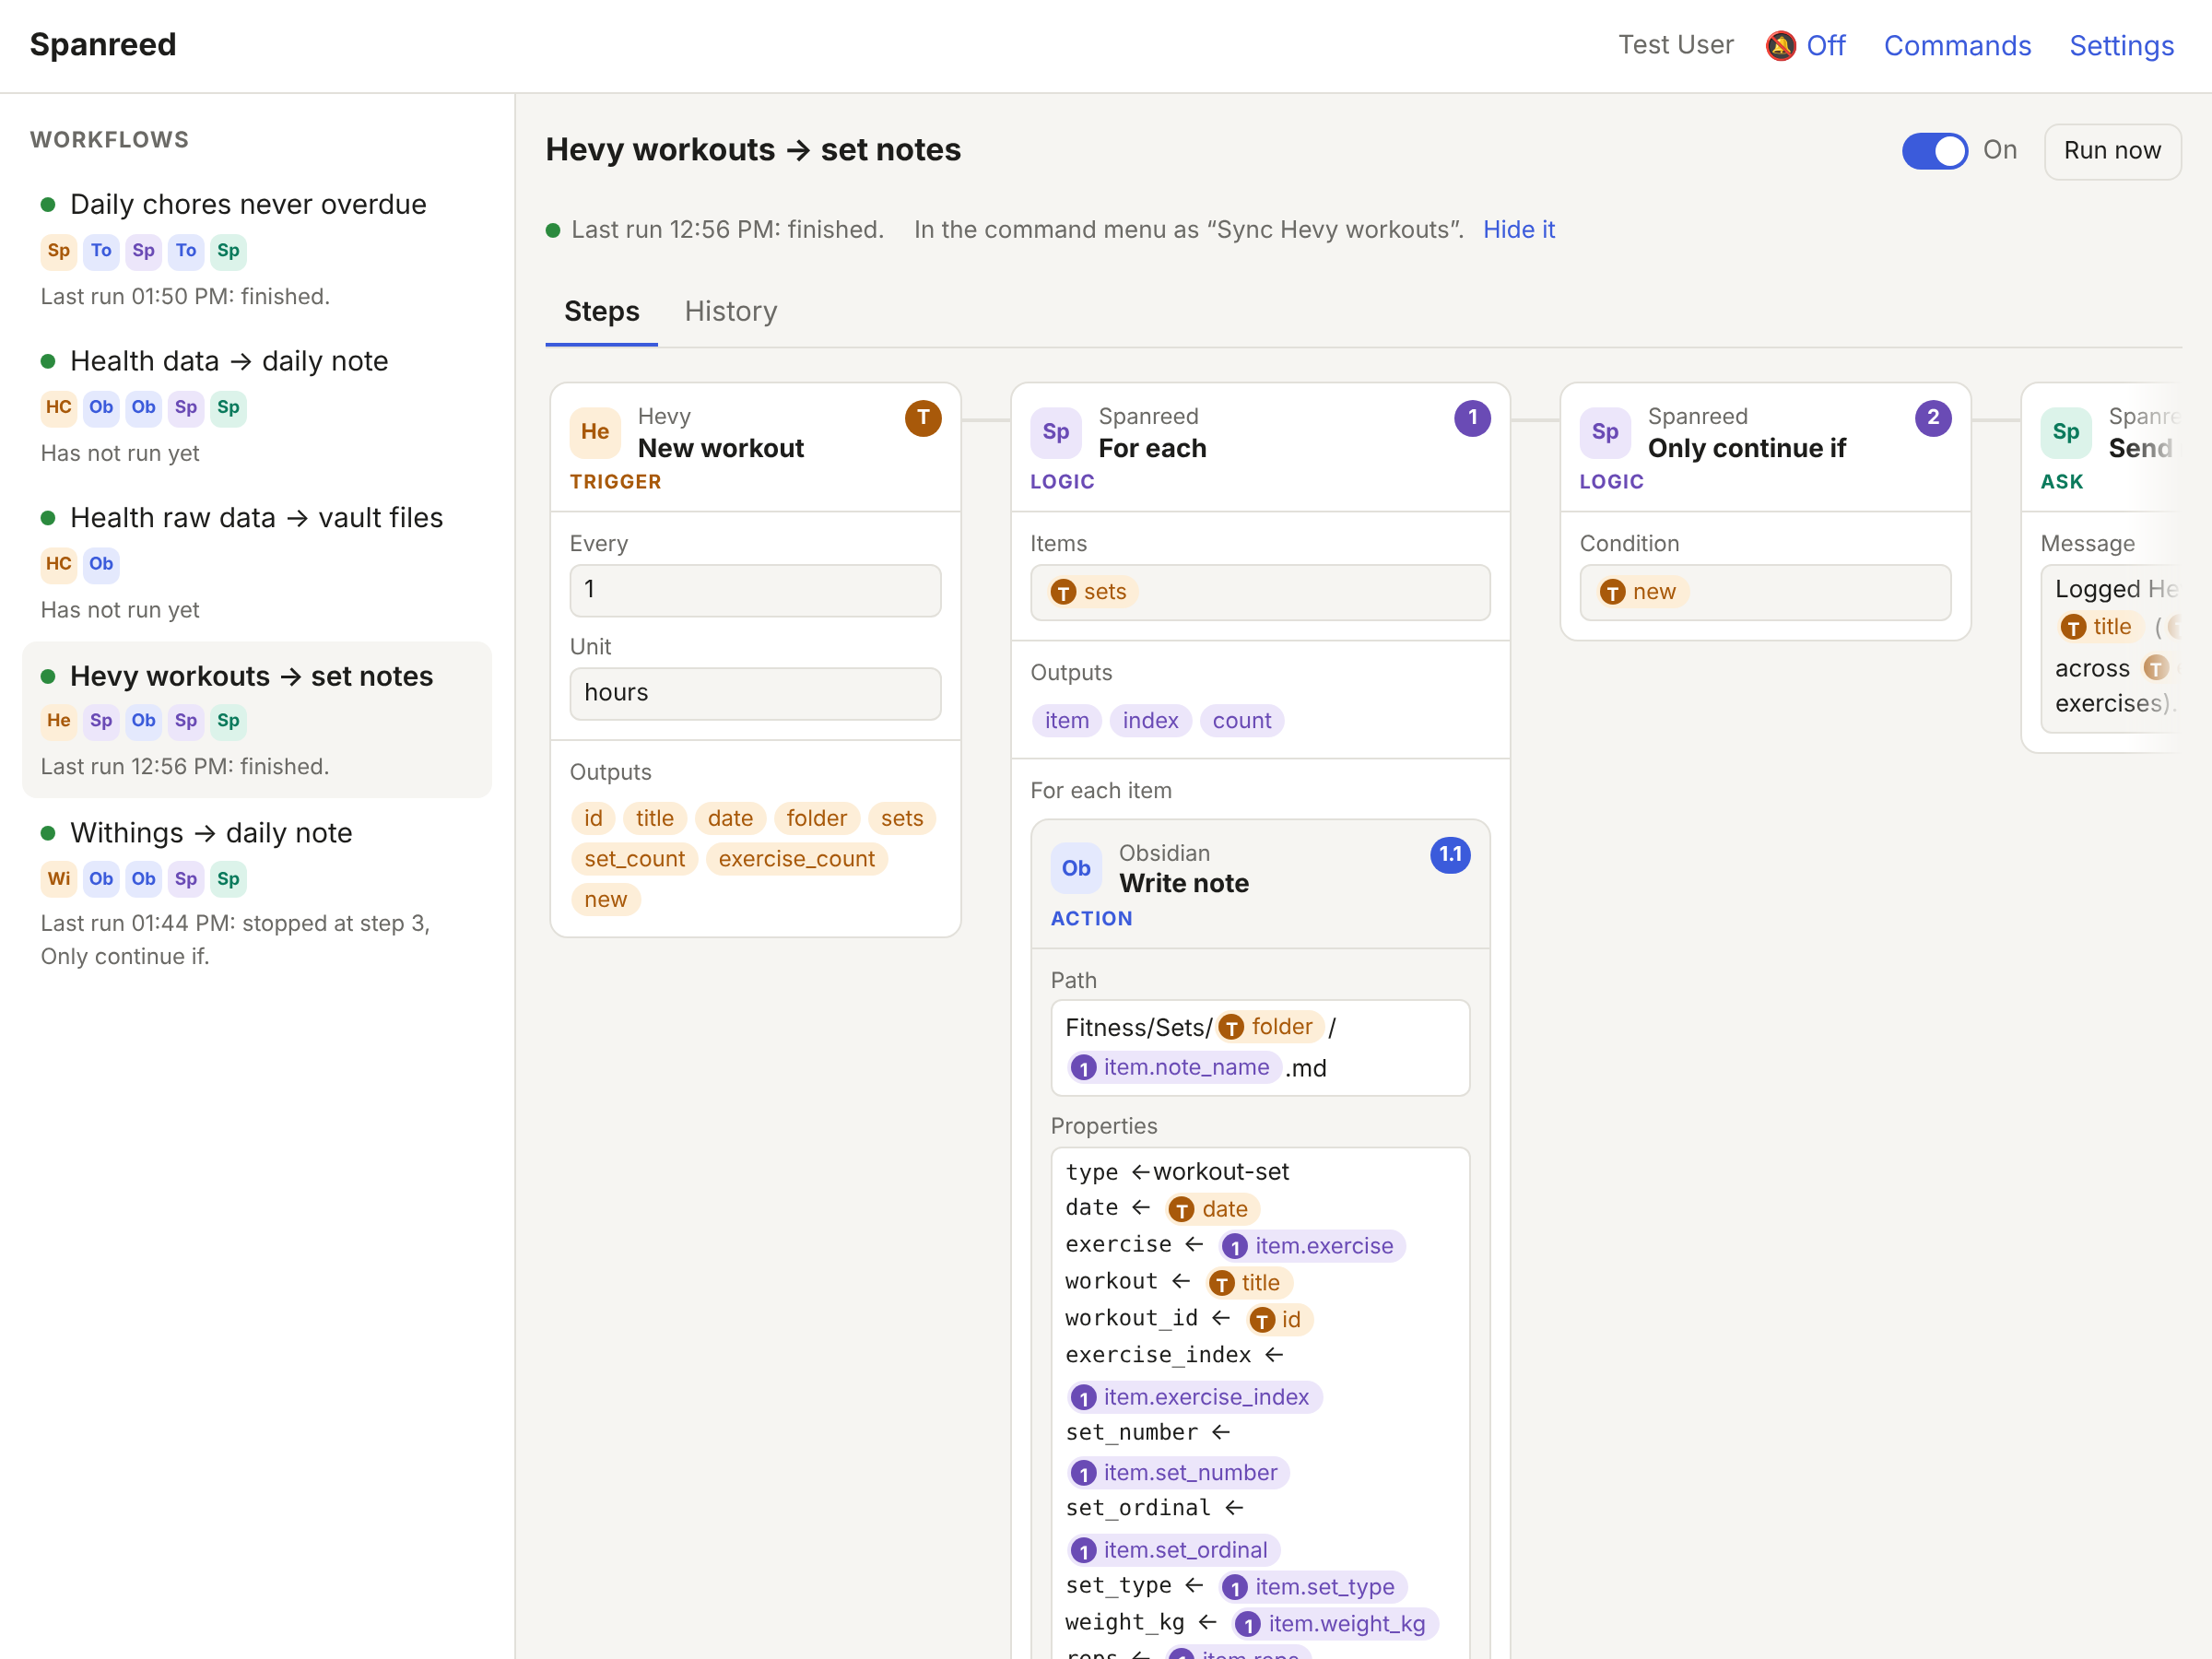 Spanreed
Test User
Off
Commands
Settings
WORKFLOWS
Daily chores never overdue
Sp To Sp To Sp
Last run 01:50 PM: finished.
Health data → daily note
HC Ob Ob Sp Sp
Has not run yet
Health raw data → vault files
HC Ob
Has not run yet
Hevy workouts → set notes
He Sp Ob Sp Sp
Last run 12:56 PM: finished.
Withings → daily note
Wi Ob Ob Sp Sp
Last run 01:44 PM: stopped at step 3,
Only continue if.
Hevy workouts → set notes
On
Run now
Last run 12:56 PM: finished.
In the command menu as “Sync Hevy workouts”. Hide it
Steps
History
He
Hevy
New workout
T
TRIGGER
Every
1
Unit
hours
Outputs
id title date folder sets
set_count exercise_count
new
Sp
Spanreed
For each
1
LOGIC
Items
T sets
Outputs
item index count
For each item
Ob
Obsidian
Write note
1.1
ACTION
Path
Fitness/Sets/ T folder /
1 item.note_name .md
Properties
type ←workout-set
date ← T date
exercise ← 1 item.exercise
workout ← T title
workout_id ← T id
exercise_index ←
1 item.exercise_index
set_number ←
1 item.set_number
set_ordinal ←
1 item.set_ordinal
set_type ← 1 item.set_type
weight_kg ← 1 item.weight_kg
reps ← 1 item.reps
Sp
Spanreed
Only continue if
2
LOGIC
Condition
T new
Sp
Send
ASK
Message
Logged
T title (
across T
exercises).